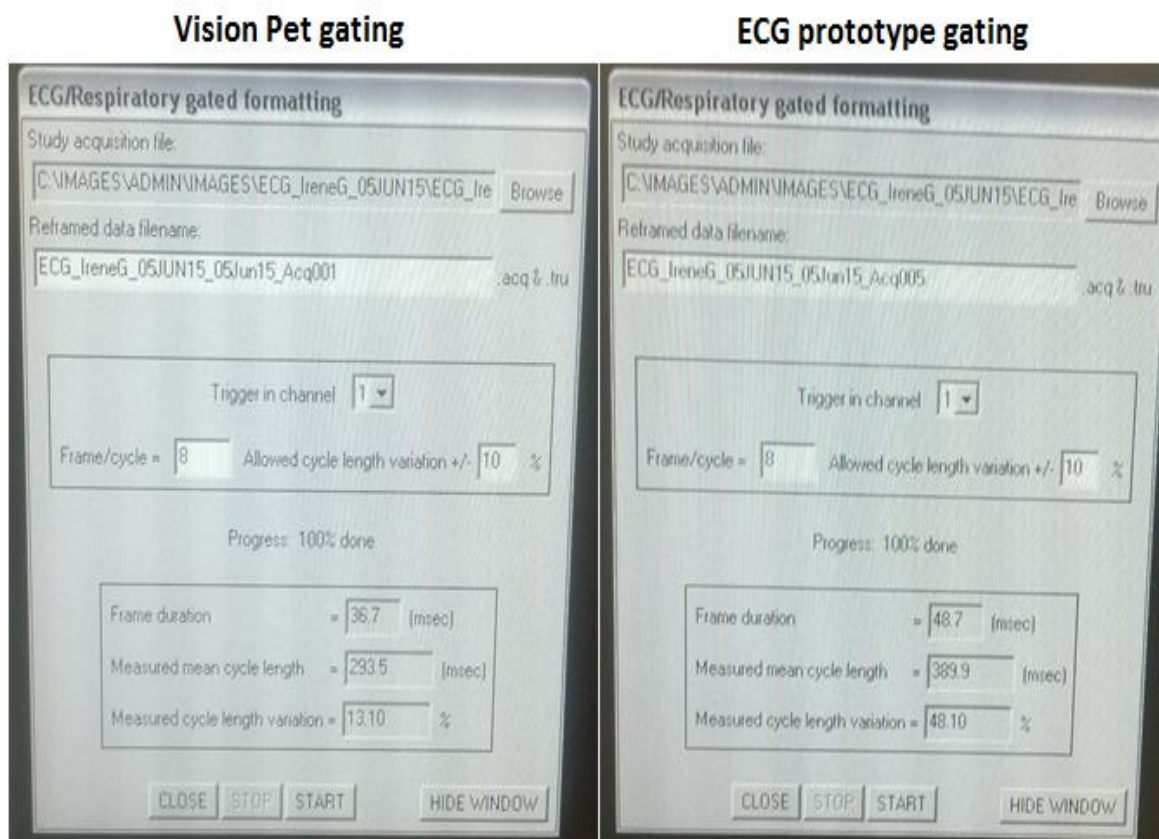 Vision Pet gating
ECG/Respiratory gated formatting
Study acquisition file:
C:\IMAGES\ADMIN\IMAGES\ECG_IreneG_05JUN15\ECG_Ire Browse
Reframed data filename:
ECG_IreneG_05JUN15_05Jun15_Acq001 .acq & .tru
Trigger in channel 1
Frame/cycle = 8 Allowed cycle length variation +/- 10 %
Progress: 100% done
Frame duration = 36.7 (msec)
Measured mean cycle length = 293.5 (msec)
Measured cycle length variation = 13.10 %
CLOSE STOP START HIDE WINDOW
ECG prototype gating
ECG/Respiratory gated formatting
Study acquisition file:
C:\IMAGES\ADMIN\IMAGES\ECG_IreneG_05JUN15\ECG_Ire Browse
Reframed data filename:
ECG_IreneG_05JUN15_05Jun15_Acq005 .acq & .tru
Trigger in channel 1
Frame/cycle = 8 Allowed cycle length variation +/- 10 %
Progress: 100% done
Frame duration = 48.7 (msec)
Measured mean cycle length = 389.9 (msec)
Measured cycle length variation = 48.10 %
CLOSE STOP START HIDE WINDOW